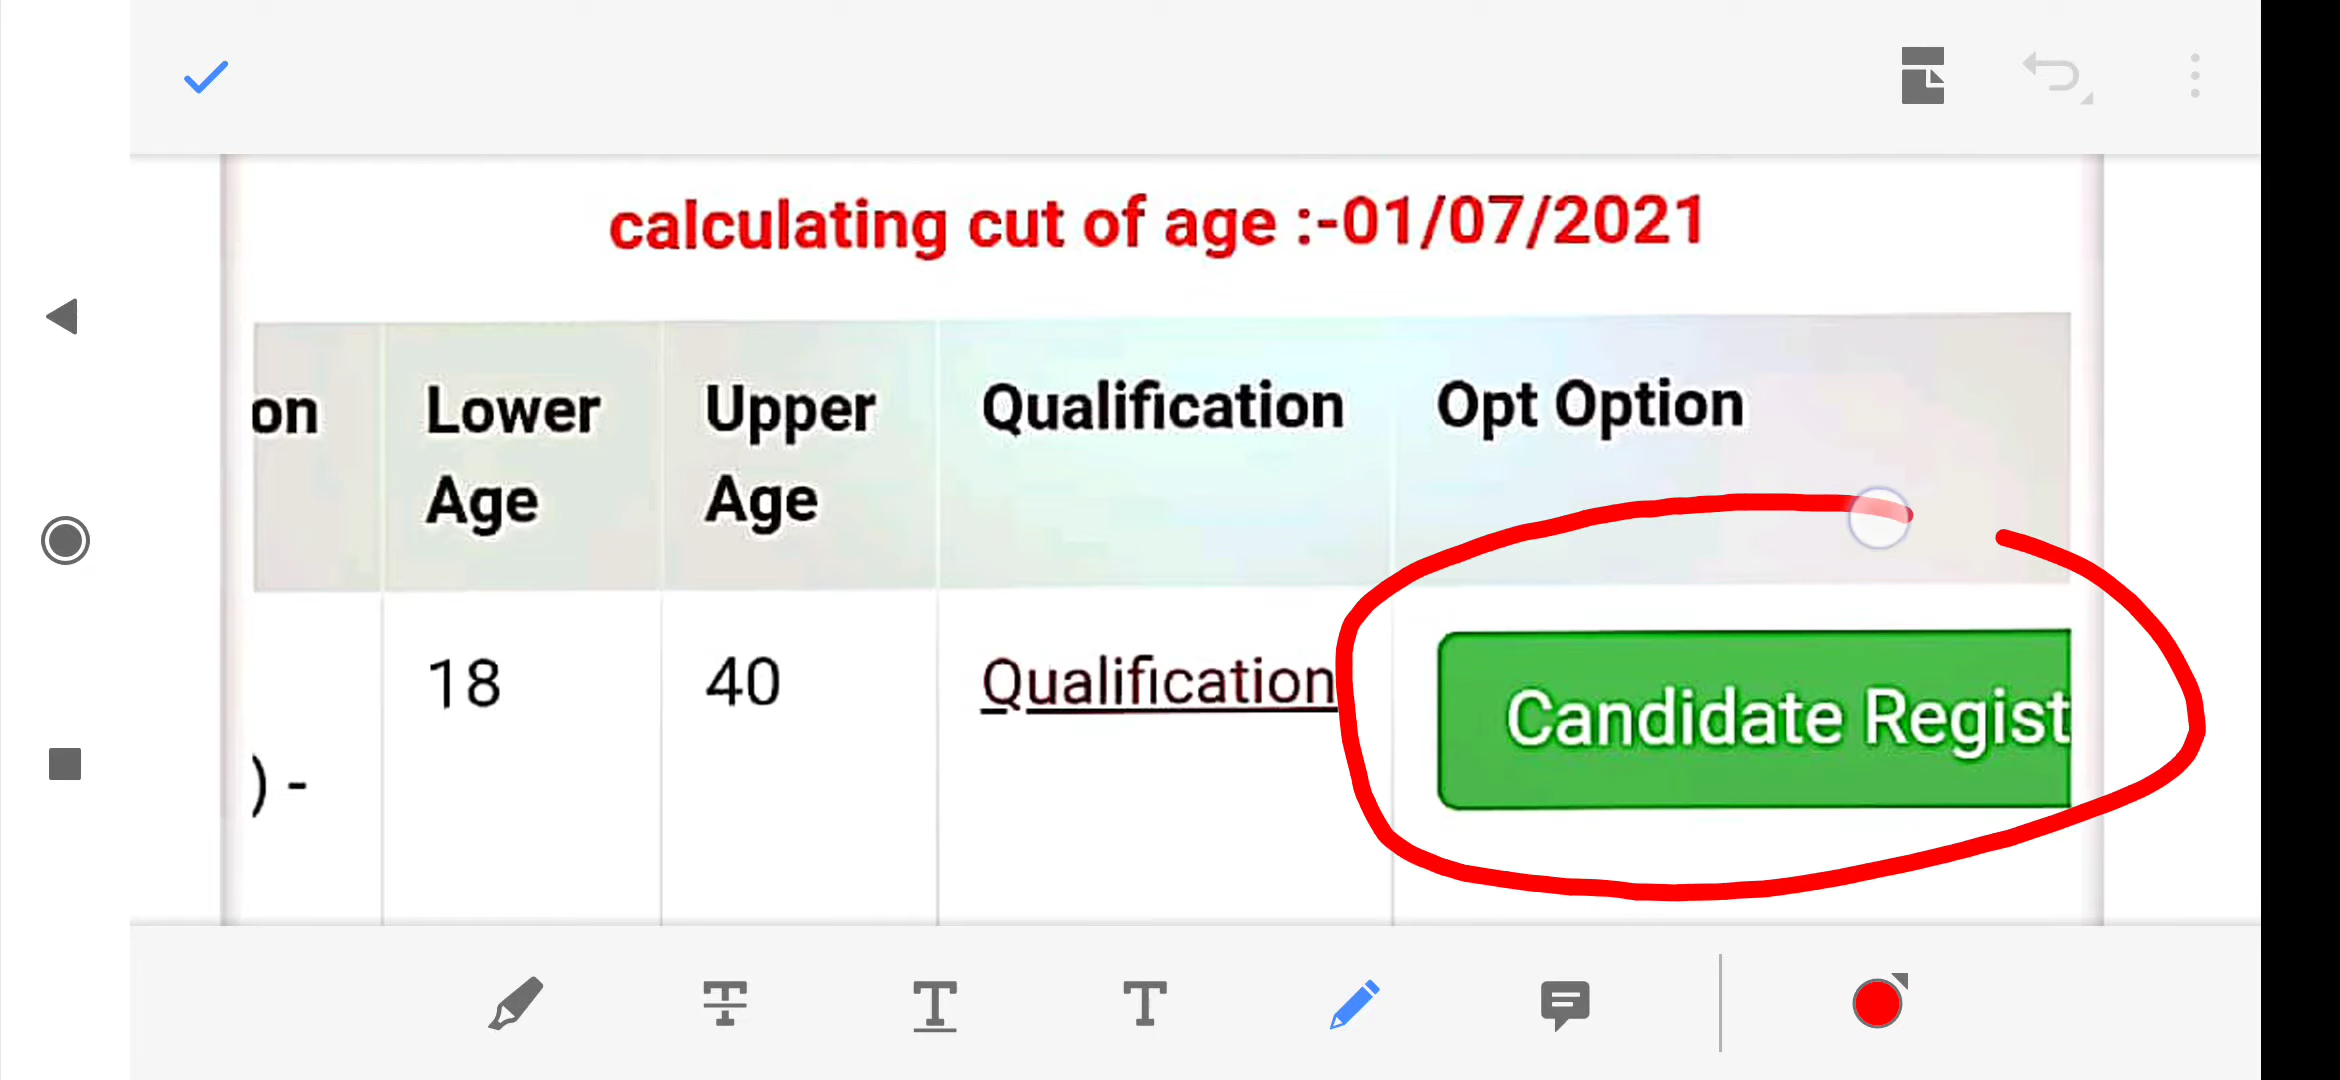 calculating cut of age :-01/07/2021
on
Lower
Age
Upper
Age
Qualification
Opt Option
18
40
Qualification
Candidate Regist
) -